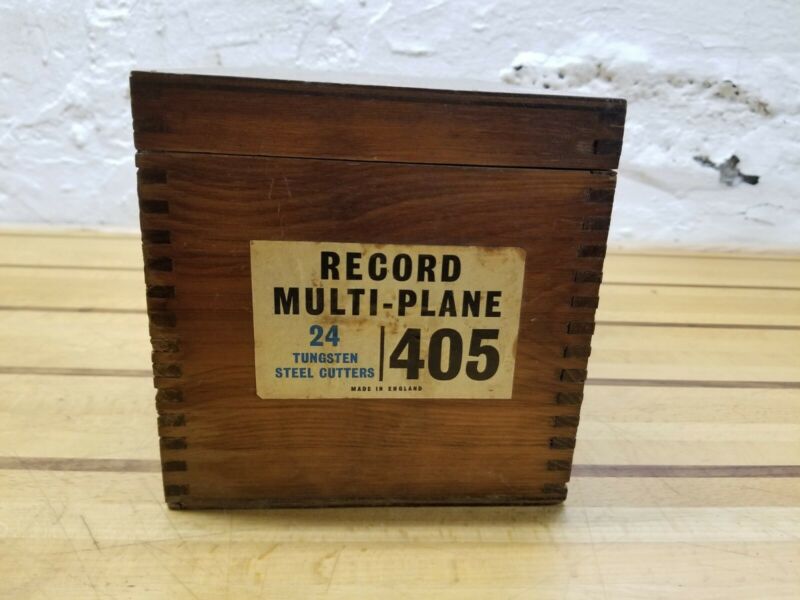 RECORD
MULTI-PLANE
24
TUNGSTEN
STEEL CUTTERS
405
MADE IN ENGLAND